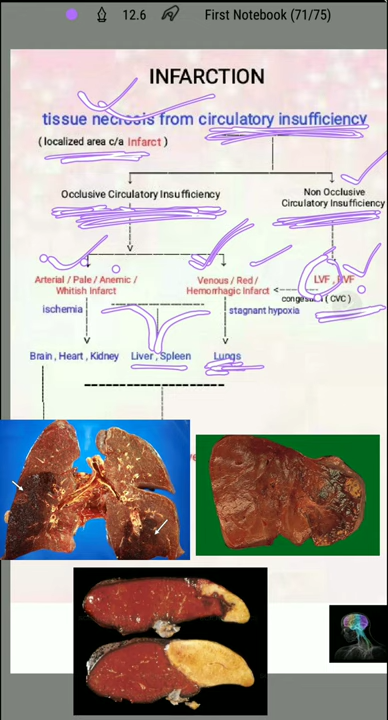 12.6
First Notebook (71/75)
INFARCTION
tissue necrosis from circulatory insufficiency
( localized area c/a Infarct )
Occlusive Circulatory Insufficiency
Non Occlusive
Circulatory Insufficiency
Arterial / Pale / Anemic /
Whitish Infarct
Venous / Red /
Hemorrhagic Infarct
LVF , RVF
congestion ( CVC )
ischemia
stagnant hypoxia
Brain , Heart , Kidney
Liver , Spleen
Lungs